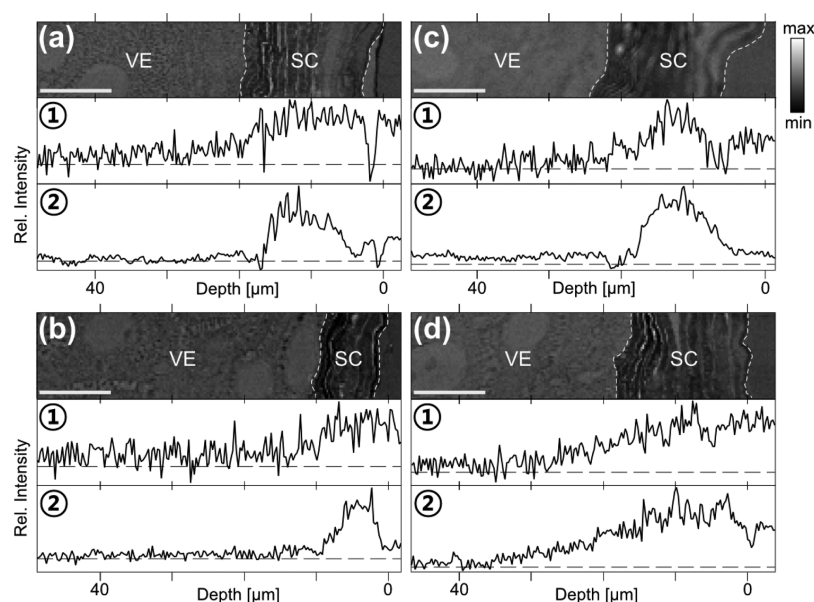 (a)
VE
SC
(c)
VE
SC
max
min
①
①
②
②
Rel. Intensity
40
Depth [µm]
0
40
Depth [µm]
0
(b)
VE
SC
(d)
VE
SC
①
①
②
②
Rel. Intensity
40
Depth [µm]
0
40
Depth [µm]
0